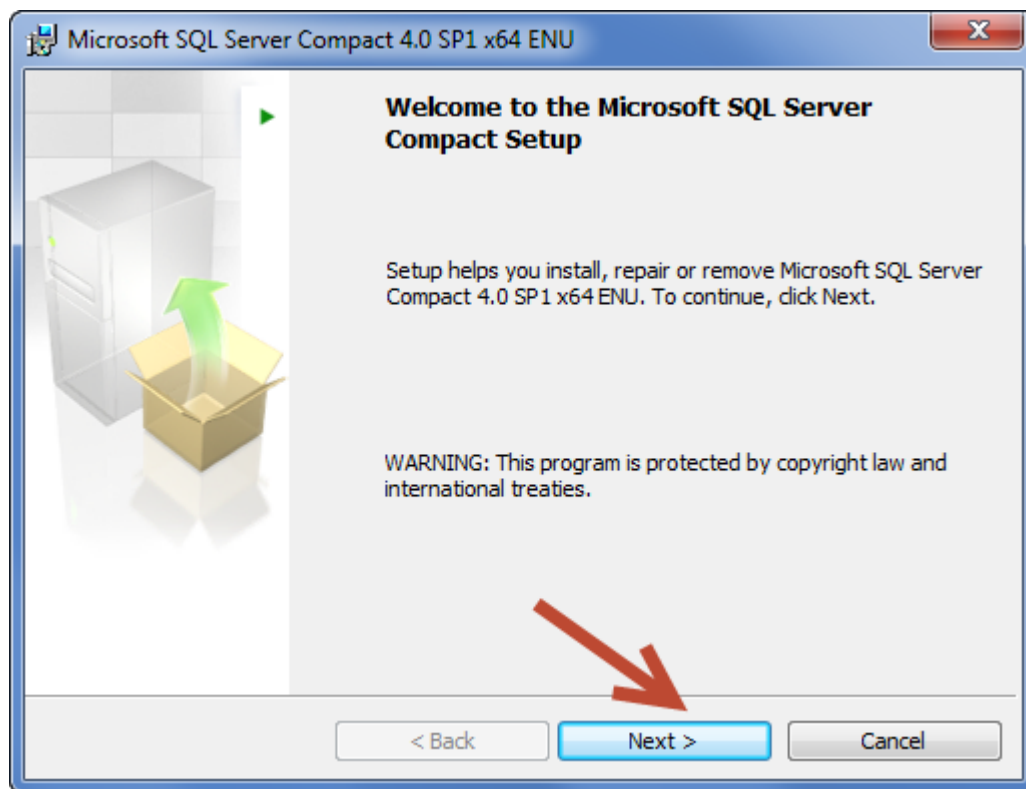 Microsoft SQL Server Compact 4.0 SP1 x64 ENU
Welcome to the Microsoft SQL Server
Compact Setup
Setup helps you install, repair or remove Microsoft SQL Server
Compact 4.0 SP1 x64 ENU. To continue, click Next.
WARNING: This program is protected by copyright law and
international treaties.
< Back
Next >
Cancel